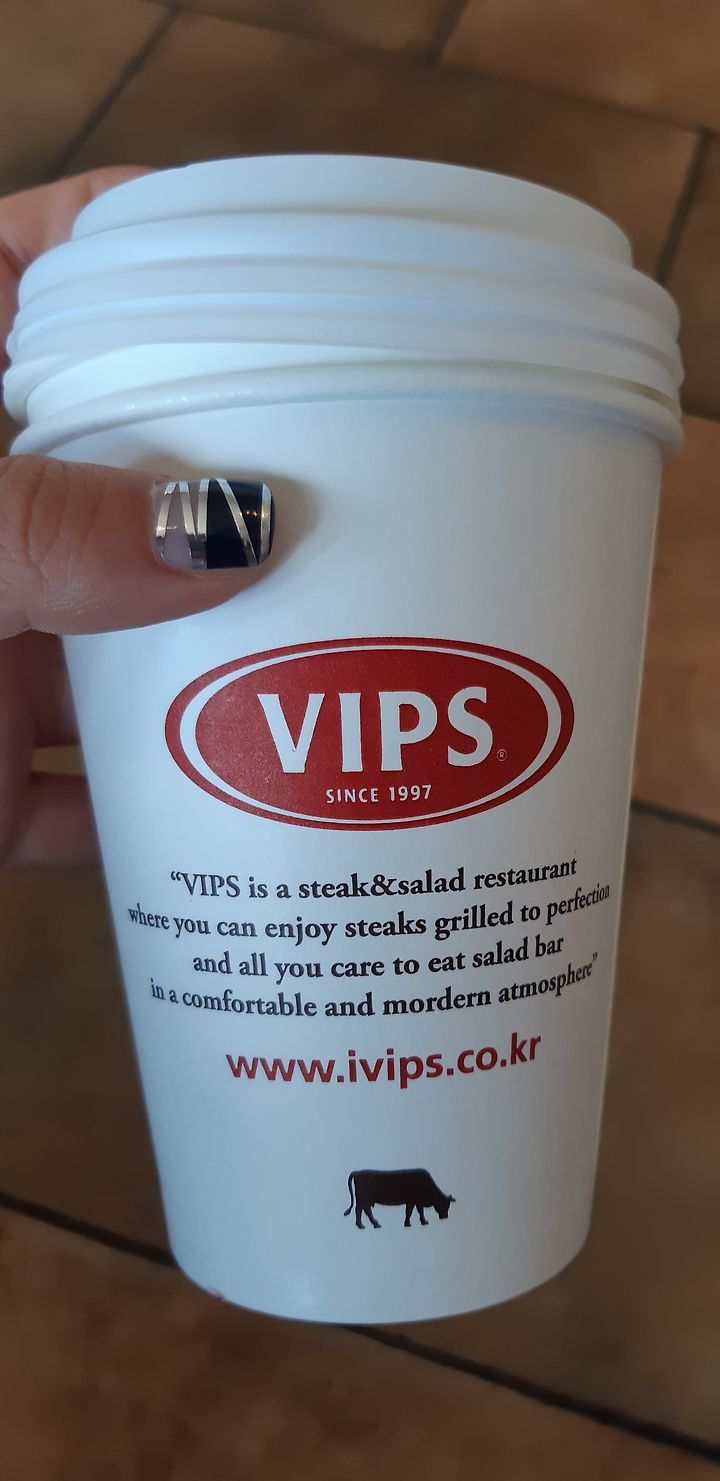 VIPS®
SINCE 1997
“VIPS is a steak&salad restaurant
where you can enjoy steaks grilled to perfection
and all you care to eat salad bar
in a comfortable and mordern atmosphere”
www.ivips.co.kr